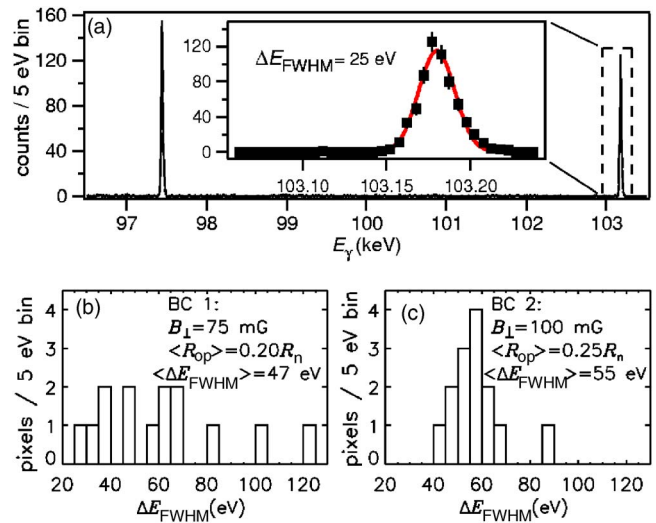 (a)
counts / 5 eV bin
160
120
80
40
0
120
80
40
0
ΔE_FWHM = 25 eV
103.10
103.15
103.20
97
98
99
100
101
102
103
E_γ (keV)
(b)
pixels / 5 eV bin
4
3
2
1
0
BC 1:
B_⊥=75 mG
<R_op>=0.20R_n
<ΔE_FWHM>=47 eV
20
40
60
80
100
120
ΔE_FWHM(eV)
(c)
pixels / 5 eV bin
4
3
2
1
0
BC 2:
B_⊥=100 mG
<R_op>=0.25R_n
<ΔE_FWHM>=55 eV
20
40
60
80
100
120
ΔE_FWHM(eV)